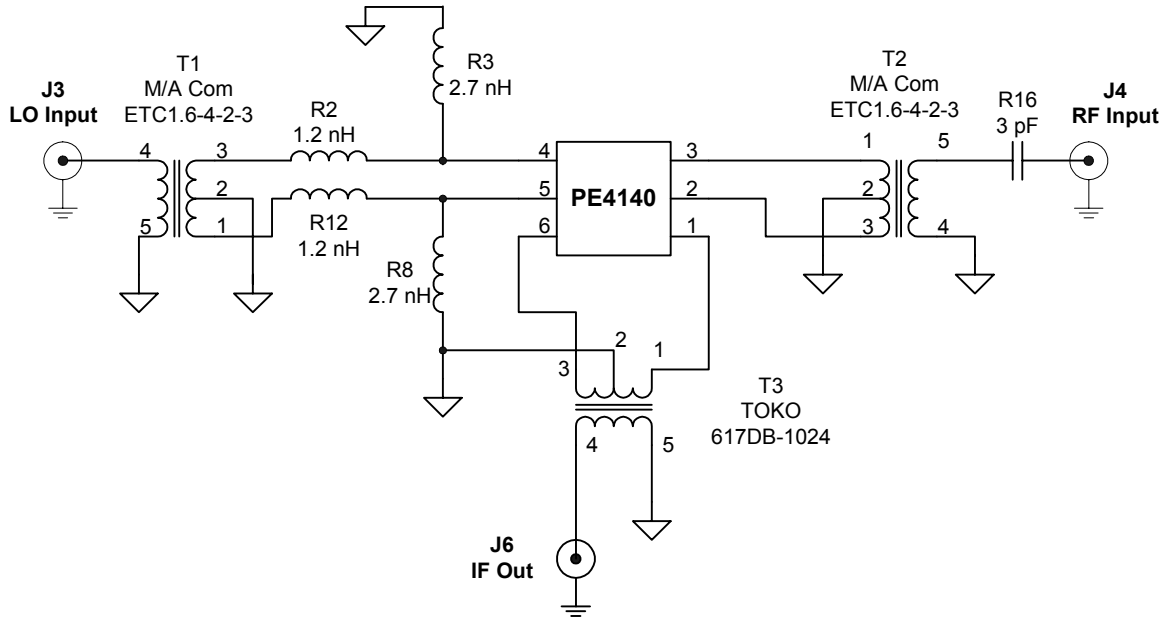 J3
LO Input
T1
M/A Com
ETC1.6-4-2-3
4
5
3
2
1
R2
1.2 nH
R12
1.2 nH
R3
2.7 nH
R8
2.7 nH
4
5
6
PE4140
3
2
1
T2
M/A Com
ETC1.6-4-2-3
1
2
3
5
4
R16
3 pF
J4
RF Input
3
2
1
4
5
T3
TOKO
617DB-1024
J6
IF Out